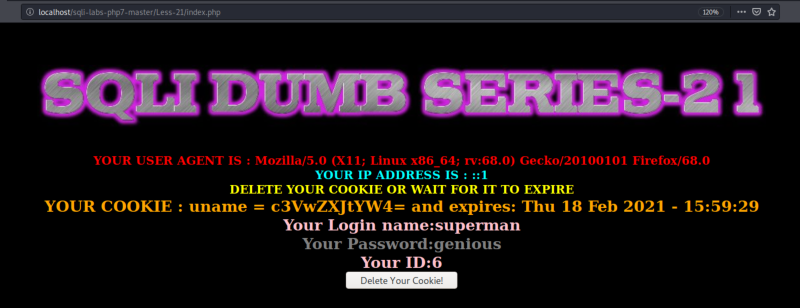 localhost/sqli-labs-php7-master/Less-21/index.php
120%
SQLI DUMB SERIES-21
YOUR USER AGENT IS : Mozilla/5.0 (X11; Linux x86_64; rv:68.0) Gecko/20100101 Firefox/68.0
YOUR IP ADDRESS IS : ::1
DELETE YOUR COOKIE OR WAIT FOR IT TO EXPIRE
YOUR COOKIE : uname = c3VwZXJtYW4= and expires: Thu 18 Feb 2021 - 15:59:29
Your Login name:superman
Your Password:genious
Your ID:6
Delete Your Cookie!